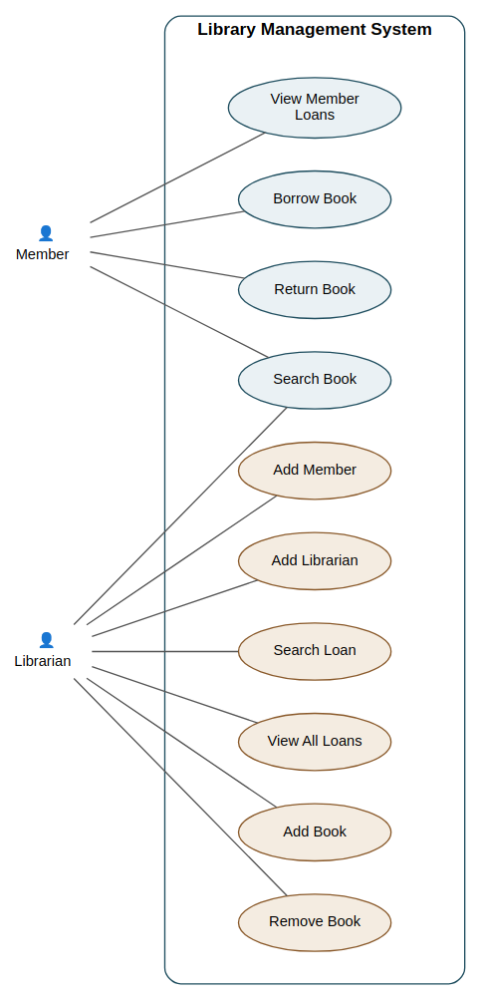 Library Management System
View Member
Loans
Borrow Book
Member
Return Book
Search Book
Add Member
Add Librarian
Search Loan
Librarian
View All Loans
Add Book
Remove Book